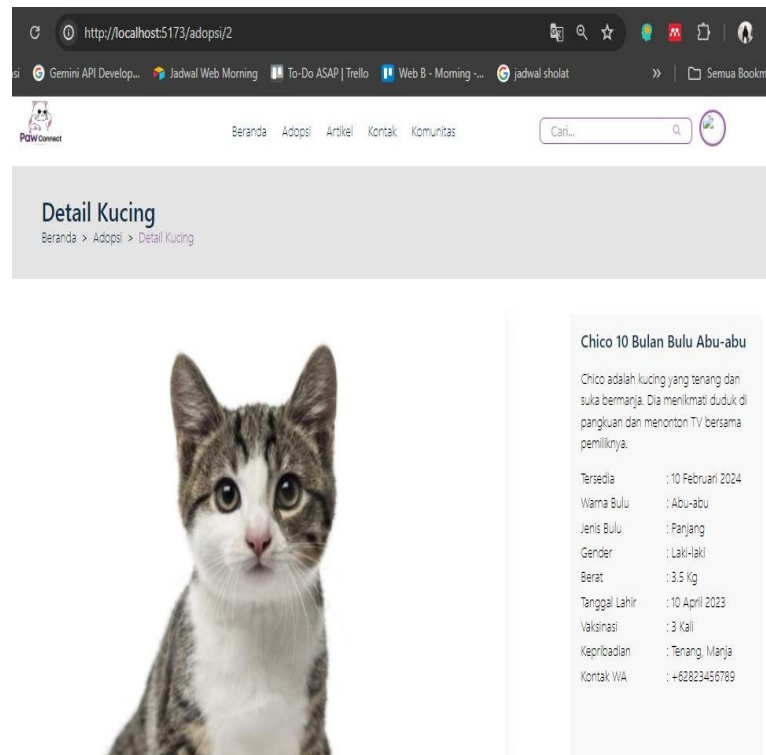 http://localhost:5173/adopsi/2
si Gemini API Develop... Jadwal Web Morning To-Do ASAP | Trello Web B - Morning -... jadwal sholat » Semua Bookm
Paw Connect
Beranda Adopsi Artikel Kontak Komunitas Cari...
Detail Kucing
Beranda > Adopsi > Detail Kucing
Chico 10 Bulan Bulu Abu-abu
Chico adalah kucing yang tenang dan
suka bermanja. Dia menikmati duduk di
pangkuan dan menonton TV bersama
pemiliknya.
Tersedia : 10 Februari 2024
Warna Bulu : Abu-abu
Jenis Bulu : Panjang
Gender : Laki-laki
Berat : 3.5 Kg
Tanggal Lahir : 10 April 2023
Vaksinasi : 3 Kali
Kepribadian : Tenang, Manja
Kontak WA : +62823456789